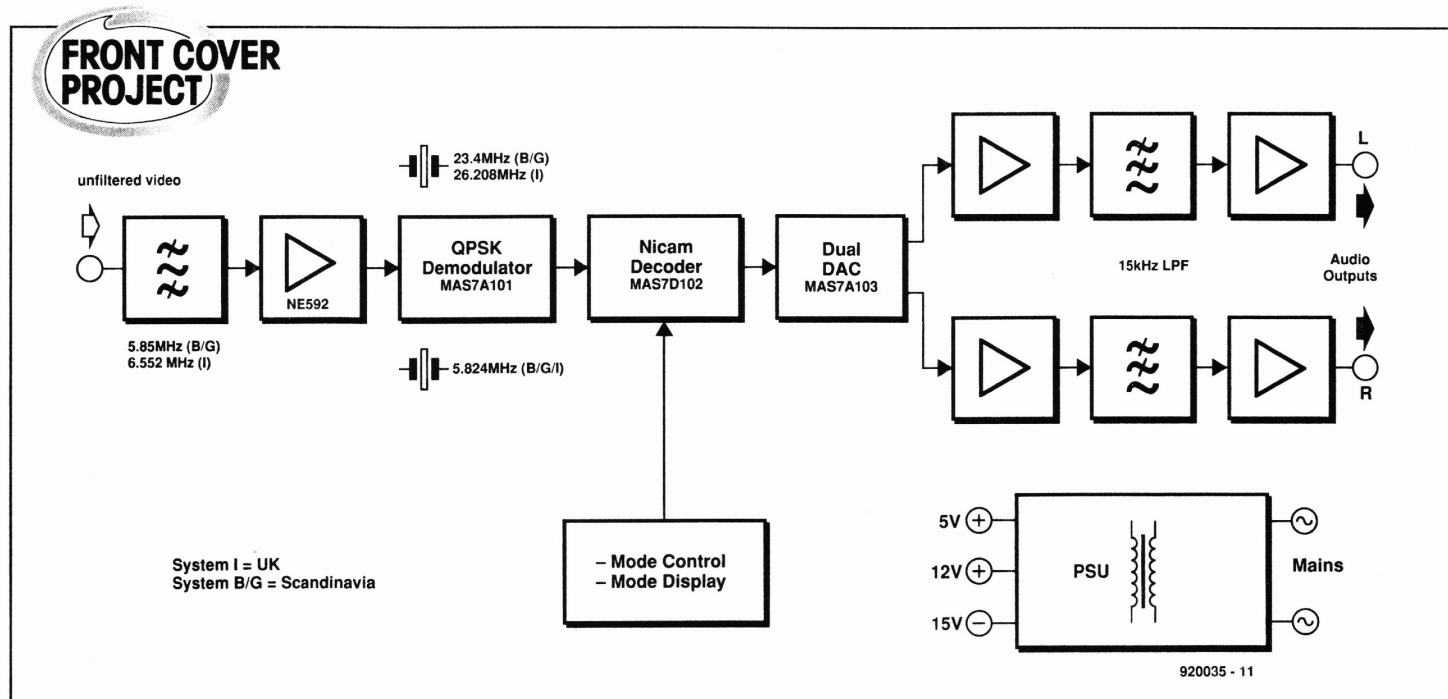 FRONT COVER
PROJECT
unfiltered video
5.85MHz (B/G)
6.552 MHz (I)
NE592
23.4MHz (B/G)
26.208MHz (I)
QPSK
Demodulator
MAS7A101
5.824MHz (B/G/I)
Nicam
Decoder
MAS7D102
Dual
DAC
MAS7A103
15kHz LPF
L
Audio
Outputs
R
– Mode Control
– Mode Display
System I = UK
System B/G = Scandinavia
5V +
12V +
15V −
PSU
Mains
920035 - 11